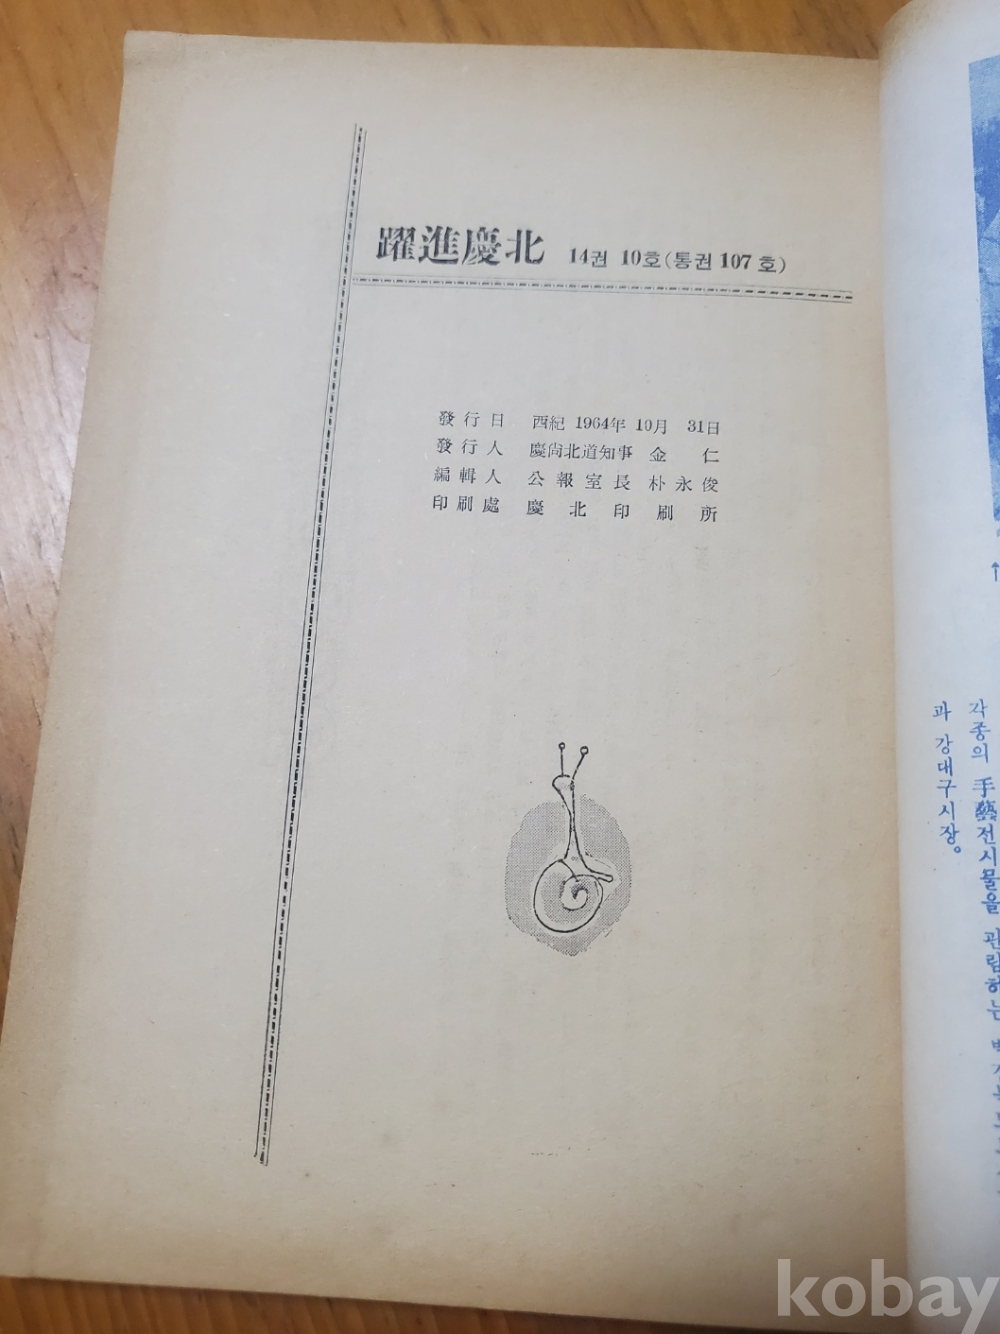 躍進慶北 14권 10호(통권 107호)
發行日 西紀 1964年 10月 31日
發行人 慶尙北道知事 金 仁
編輯人 公報室長 朴永俊
印刷處 慶北印刷所
각종의 手藝전시물을 관람하는
과 강대구시장。
kobay